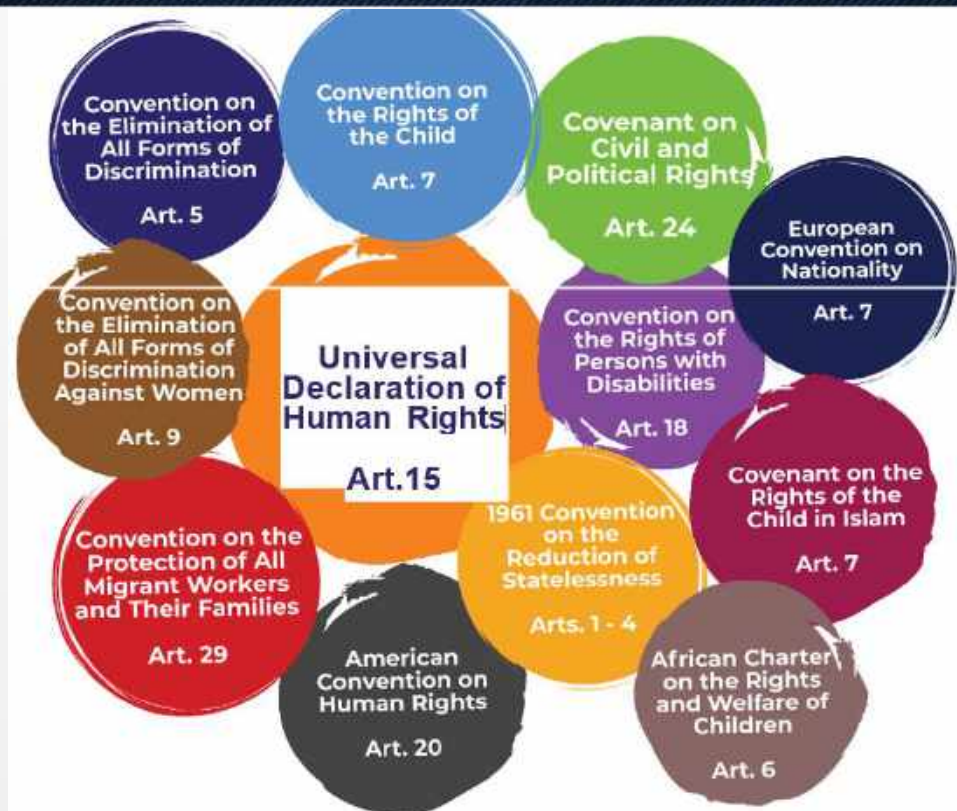 Convention on
the Elimination of
All Forms of
Discrimination
Art. 5
Convention on
the Rights of
the Child
Art. 7
Covenant on
Civil and
Political Rights
Art. 24
European
Convention on
Nationality
Art. 7
Convention on
the Elimination
of All Forms of
Discrimination
Against Women
Art. 9
Universal
Declaration of
Human Rights
Art.15
Convention on
the Rights of
Persons with
Disabilities
Art. 18
Covenant on the
Rights of the
Child in Islam
Art. 7
Convention on the
Protection of All
Migrant Workers
and Their Families
Art. 29
1961 Convention
on the
Reduction of
Statelessness
Arts. 1 - 4
American
Convention on
Human Rights
Art. 20
African Charter
on the Rights
and Welfare of
Children
Art. 6